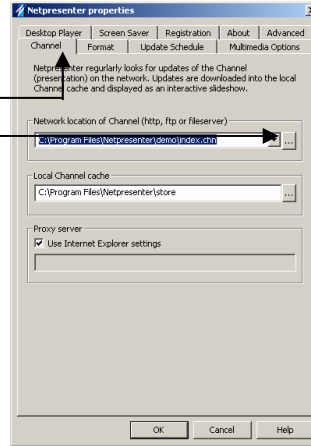 Netpresenter properties
Desktop Player Screen Saver Registration About Advanced
Channel Format Update Schedule Multimedia Options
Netpresenter regurlarly looks for updates of the Channel
(presentation) on the network. Updates are downloaded into the local
Channel cache and displayed as an interactive slideshow.
Network location of Channel (http, ftp or fileserver)
C:\Program Files\Netpresenter\demo\index.chn
...
Local Channel cache
C:\Program Files\Netpresenter\store
...
Proxy server
Use Internet Explorer settings
OK Cancel Help